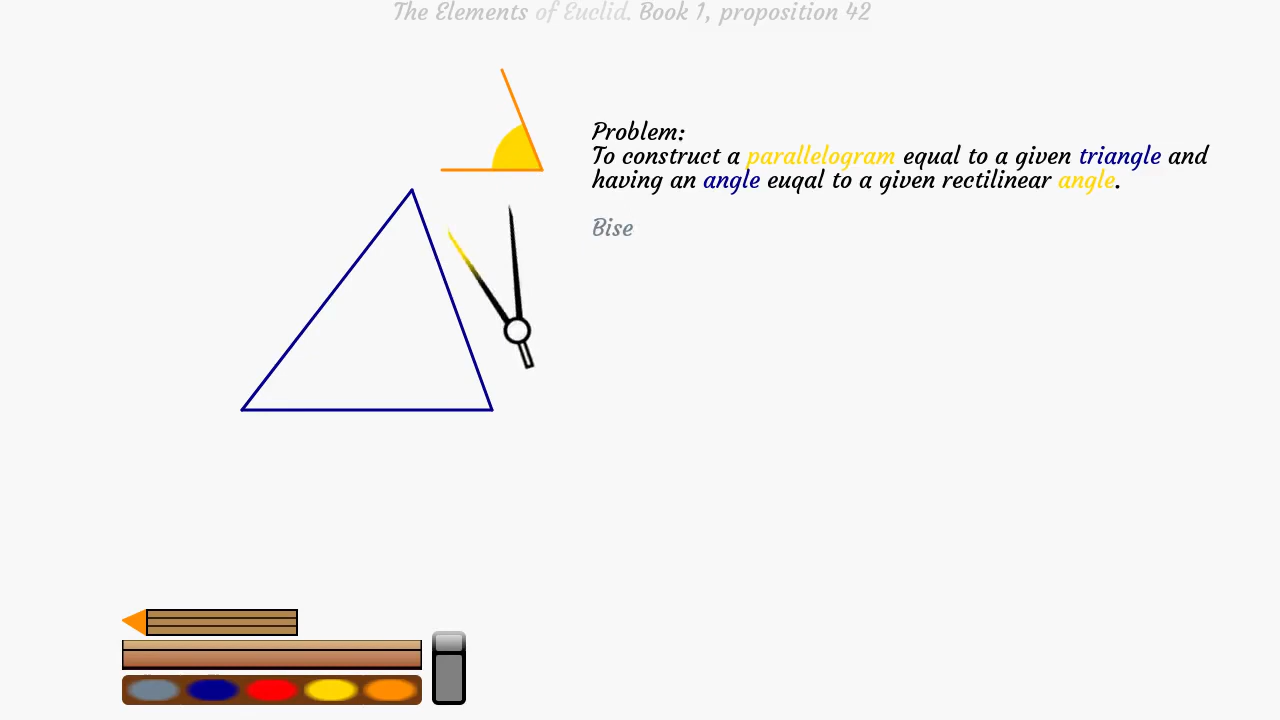 The Elements of Euclid. Book 1, proposition 42
Problem:
To construct a parallelogram equal to a given triangle and
having an angle euqal to a given rectilinear angle.
Bise